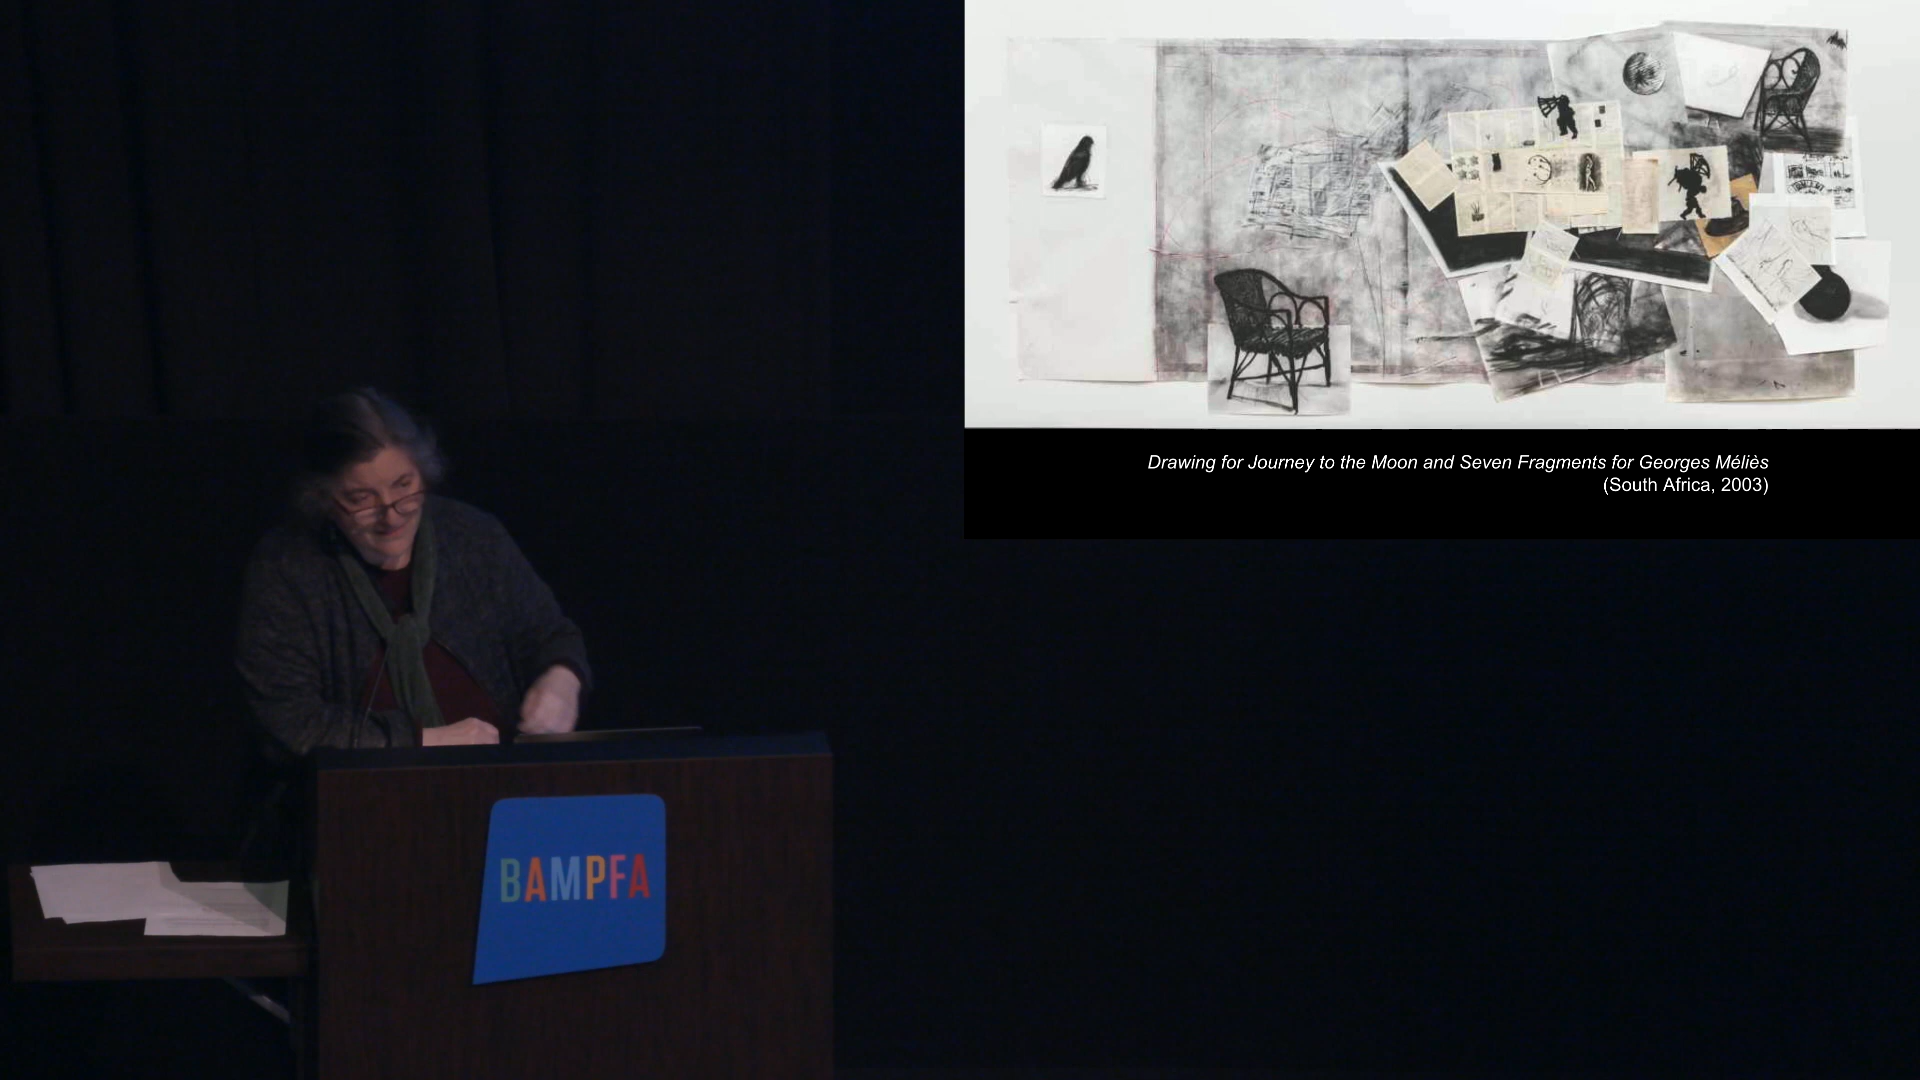 Drawing for Journey to the Moon and Seven Fragments for Georges Méliès
(South Africa, 2003)
BAMPFA